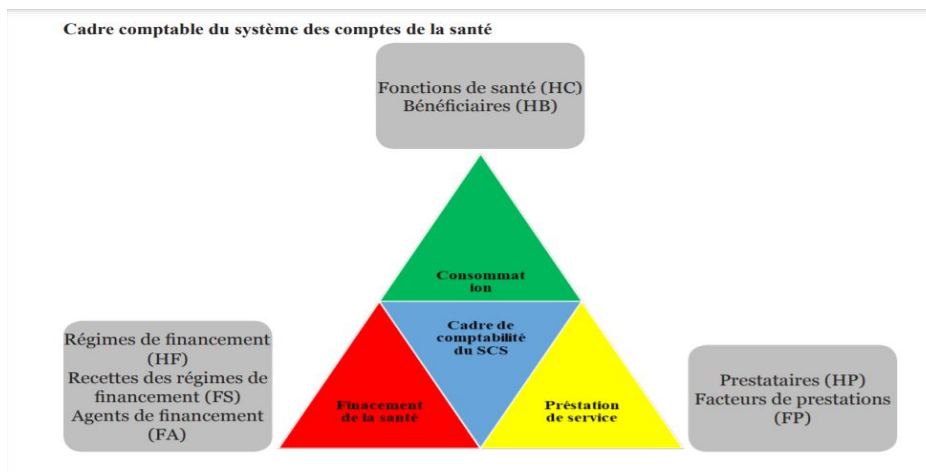 Cadre comptable du système des comptes de la santé
Fonctions de santé (HC)
Bénéficiaires (HB)
Consommat
ion
Cadre de
comptabilité
du SCS
Régimes de financement
(HF)
Recettes des régimes de
financement (FS)
Agents de financement
(FA)
Finacement
de la santé
Préstation
de service
Prestataires (HP)
Facteurs de prestations
(FP)